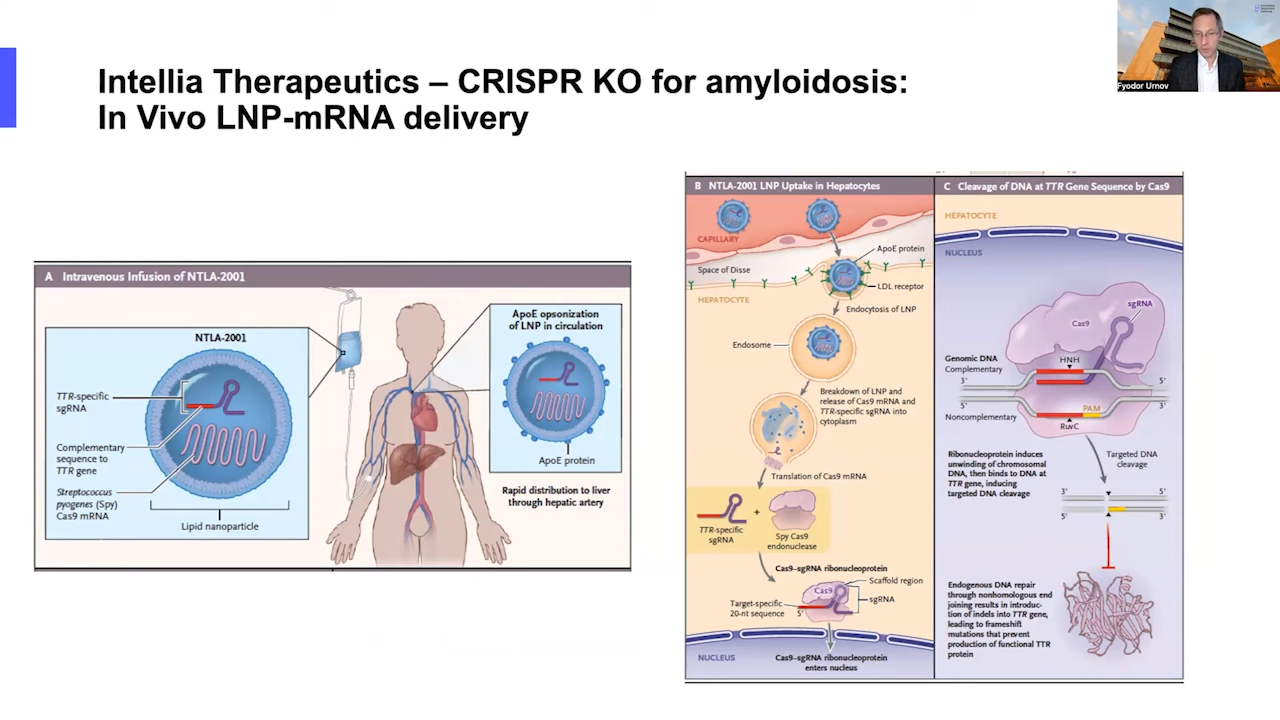 Intellia Therapeutics – CRISPR KO for amyloidosis:
In Vivo LNP-mRNA delivery
Fyodor Urnov
A Intravenous Infusion of NTLA-2001
NTLA-2001
TTR-specific
sgRNA
Complementary
sequence to
TTR gene
Streptococcus
pyogenes (Spy)
Cas9 mRNA
Lipid nanoparticle
ApoE opsonization
of LNP in circulation
ApoE protein
Rapid distribution to liver
through hepatic artery
B NTLA-2001 LNP Uptake in Hepatocytes
CAPILLARY
Space of Disse
HEPATOCYTE
ApoE protein
LDL receptor
Endocytosis of LNP
Endosome
Breakdown of LNP and
release of Cas9 mRNA and
TTR-specific sgRNA into
cytoplasm
Translation of Cas9 mRNA
TTR-specific
sgRNA
+
Spy Cas9
endonuclease
Cas9–sgRNA ribonucleoprotein
Scaffold region
Cas9
sgRNA
Target-specific
20-nt sequence
5'
NUCLEUS
Cas9–sgRNA ribonucleoprotein
enters nucleus
C Cleavage of DNA at TTR Gene Sequence by Cas9
HEPATOCYTE
NUCLEUS
sgRNA
Cas9
Genomic DNA
Complementary
HNH
3' 5'
5' 3'
PAM
Noncomplementary
RuvC
Ribonucleoprotein induces
unwinding of chromosomal
DNA, then binds to DNA at
TTR gene, inducing
targeted DNA cleavage
Targeted DNA
cleavage
3' 5'
5' 3'
Endogenous DNA repair
through nonhomologous end
joining results in introduc-
tion of indels into TTR gene,
leading to frameshift
mutations that prevent
production of functional TTR
protein